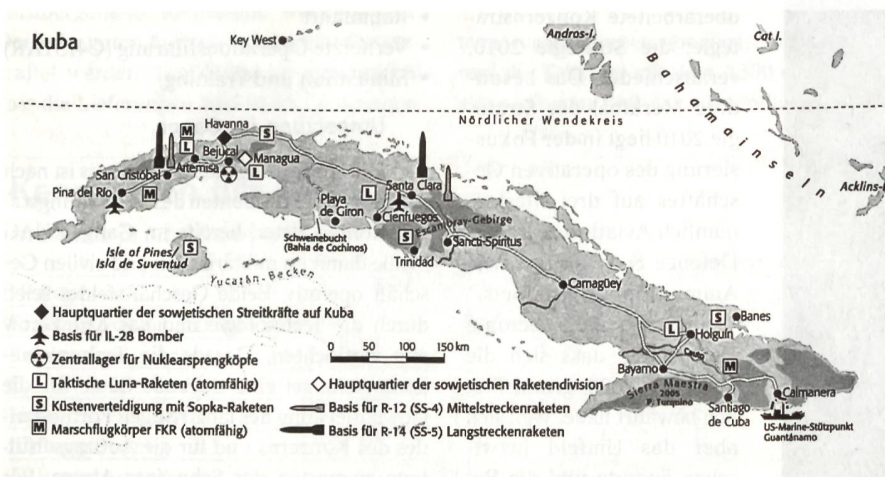 Kuba
Key West
Andros-I.
Cat I.
Bahamainseln
Acklins-I
Nördlicher Wendekreis
Havanna
M
S
L
Bejucal
Managua
San Cristóbal
Artemisa
L
Pina del Rio
M
L
Santa Clara
Playa
de Giron
Cienfuegos
Escambray-Gebirge
Schweinebucht
(Bahia de Cochinos)
S
Trinidad
Sancti-Spiritus
S
Isle of Pines/
Isla de Suventud
Yucatán-Becken
Camagüey
L
S
Banes
Holguín
Bayamo
M
Sierra Maestra
2005
P. Turquino
Santiago
de Cuba
Calmanera
US-Marine-Stützpunkt
Guantánamo
Hauptquartier der sowjetischen Streitkräfte auf Kuba
Basis für IL-28 Bomber
Zentrallager für Nuklearsprengköpfe
0 50 100 150 km
L Taktische Luna-Raketen (atomfähig)
Hauptquartier der sowjetischen Raketendivision
S Küstenverteidigung mit Sopka-Raketen
Basis für R-12 (SS-4) Mittelstreckenraketen
M Marschflugkörper FKR (atomfähig)
Basis für R-14 (SS-5) Langstreckenraketen